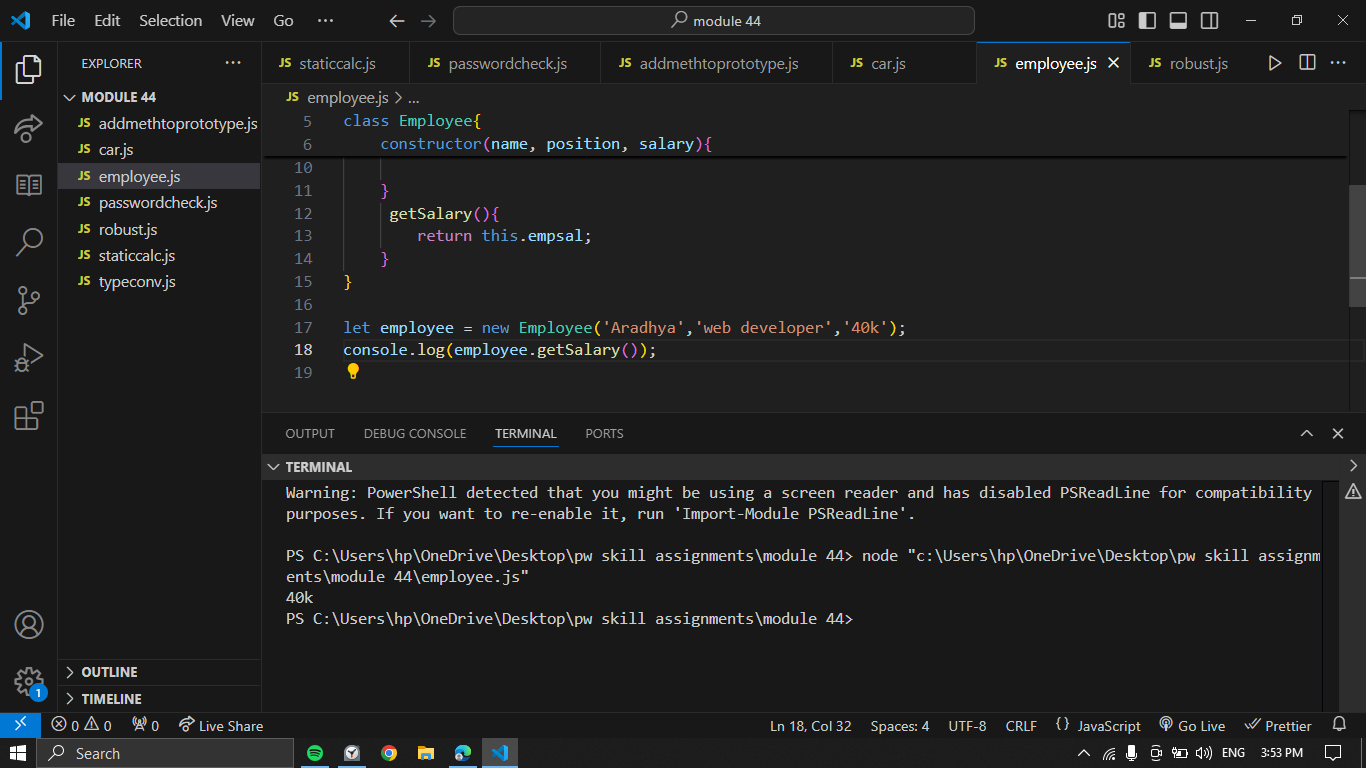 File Edit Selection View Go ··· module 44
EXPLORER ···
MODULE 44
JS addmethtoprototype.js
JS car.js
JS employee.js
JS passwordcheck.js
JS robust.js
JS staticcalc.js
JS typeconv.js
OUTLINE
TIMELINE
JS staticcalc.js JS passwordcheck.js JS addmethtoprototype.js JS car.js JS employee.js JS robust.js ···
JS employee.js > ...
5 class Employee{
6 constructor(name, position, salary){
10
11 }
12 getSalary(){
13 return this.empsal;
14 }
15 }
16
17 let employee = new Employee('Aradhya','web developer','40k');
18 console.log(employee.getSalary());
19
OUTPUT DEBUG CONSOLE TERMINAL PORTS
TERMINAL
Warning: PowerShell detected that you might be using a screen reader and has disabled PSReadLine for compatibility
purposes. If you want to re-enable it, run 'Import-Module PSReadLine'.
PS C:\Users\hp\OneDrive\Desktop\pw skill assignments\module 44> node "c:\Users\hp\OneDrive\Desktop\pw skill assignm
ents\module 44\employee.js"
40k
PS C:\Users\hp\OneDrive\Desktop\pw skill assignments\module 44>
1
0 0 0 Live Share Ln 18, Col 32 Spaces: 4 UTF-8 CRLF {} JavaScript Go Live Prettier
Search ENG 3:53 PM